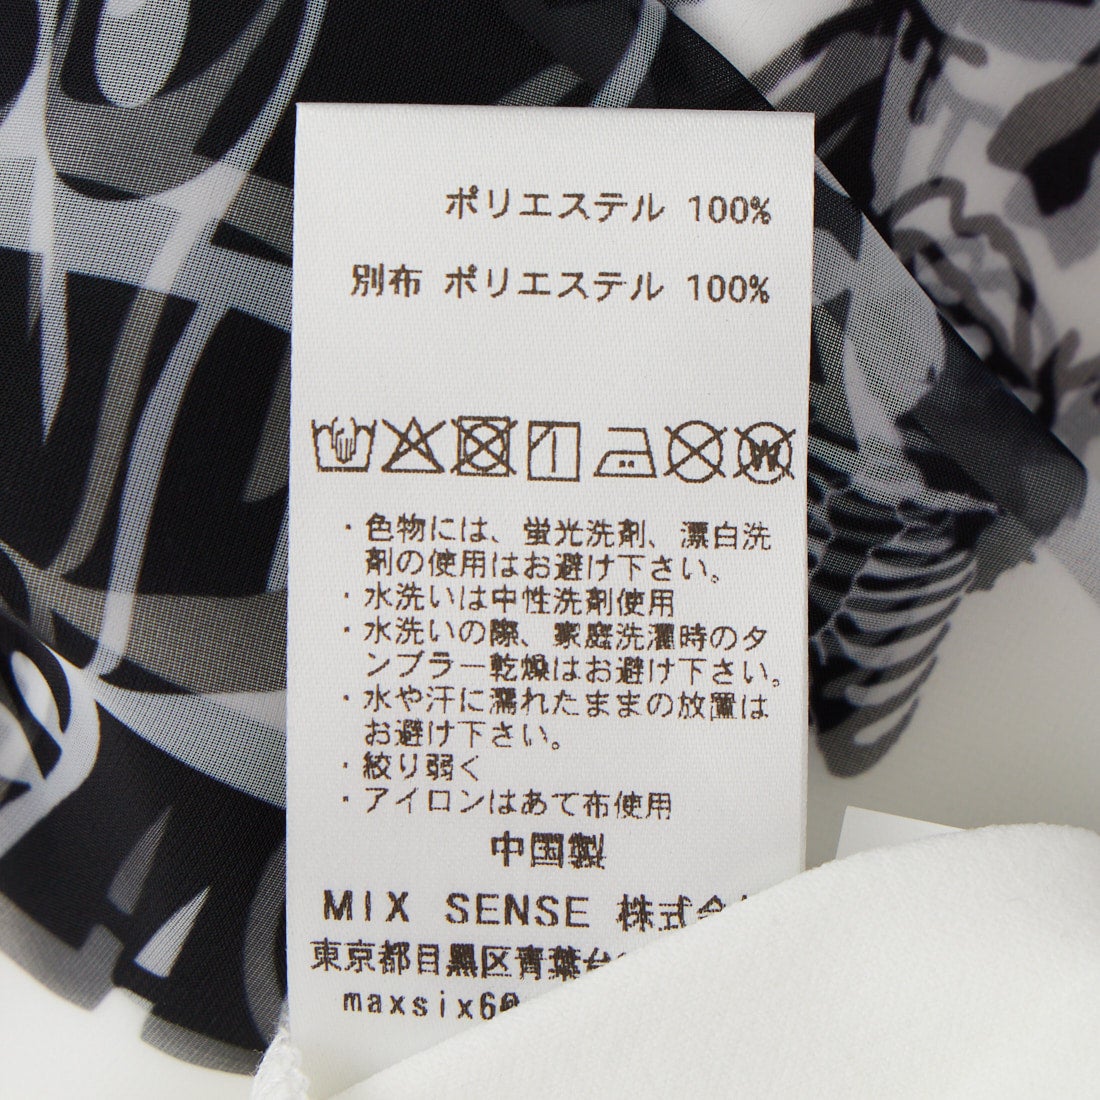 ポリエステル 100%
別布 ポリエステル 100%
W
・色物には、蛍光洗剤、漂白洗
剤の使用はお避け下さい。
・水洗いは中性洗剤使用
・水洗いの際、家庭洗濯時のタ
ンブラー乾燥はお避け下さい。
・水や汗に濡れたままの放置は
お避け下さい。
・絞り弱く
・アイロンはあて布使用
中国製
MIX SENSE 株式会
東京都目黒区青葉台
maxsix60